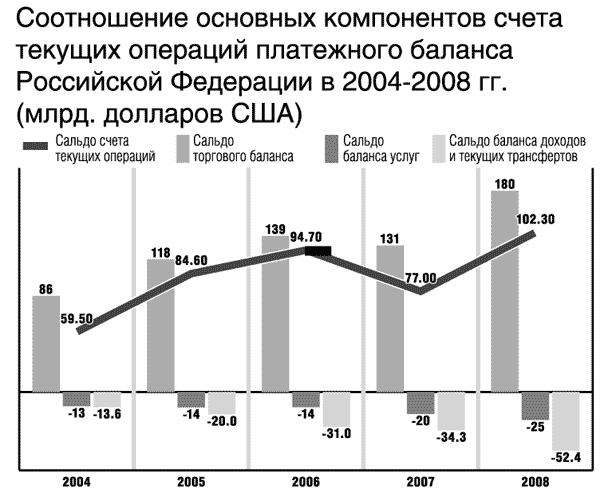 Соотношение основных компонентов счета
текущих операций платежного баланса
Российской Федерации в 2004-2008 гг.
(млрд. долларов США)
Сальдо счета
текущих операций
Сальдо
торгового баланса
Сальдо
баланса услуг
Сальдо баланса доходов
и текущих трансфертов
86
59.50
118
84.60
139
94.70
131
77.00
180
102.30
-13
-13.6
-14
-20.0
-14
-31.0
-20
-34.3
-25
-52.4
2004
2005
2006
2007
2008